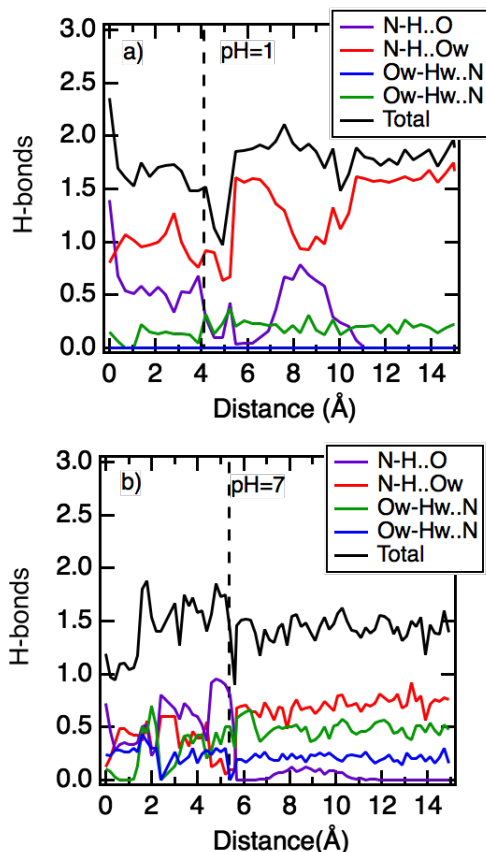 3.0
2.5
2.0
1.5
1.0
0.5
0.0
H-bonds
a)
pH=1
N-H..O
N-H..Ow
Ow-Hw..N
Ow-Hw..N
Total
0 2 4 6 8 10 12 14
Distance (Å)
3.0
2.5
2.0
1.5
1.0
0.5
0.0
H-bonds
b)
pH=7
N-H..O
N-H..Ow
Ow-Hw..N
Ow-Hw..N
Total
0 2 4 6 8 10 12 14
Distance(Å)